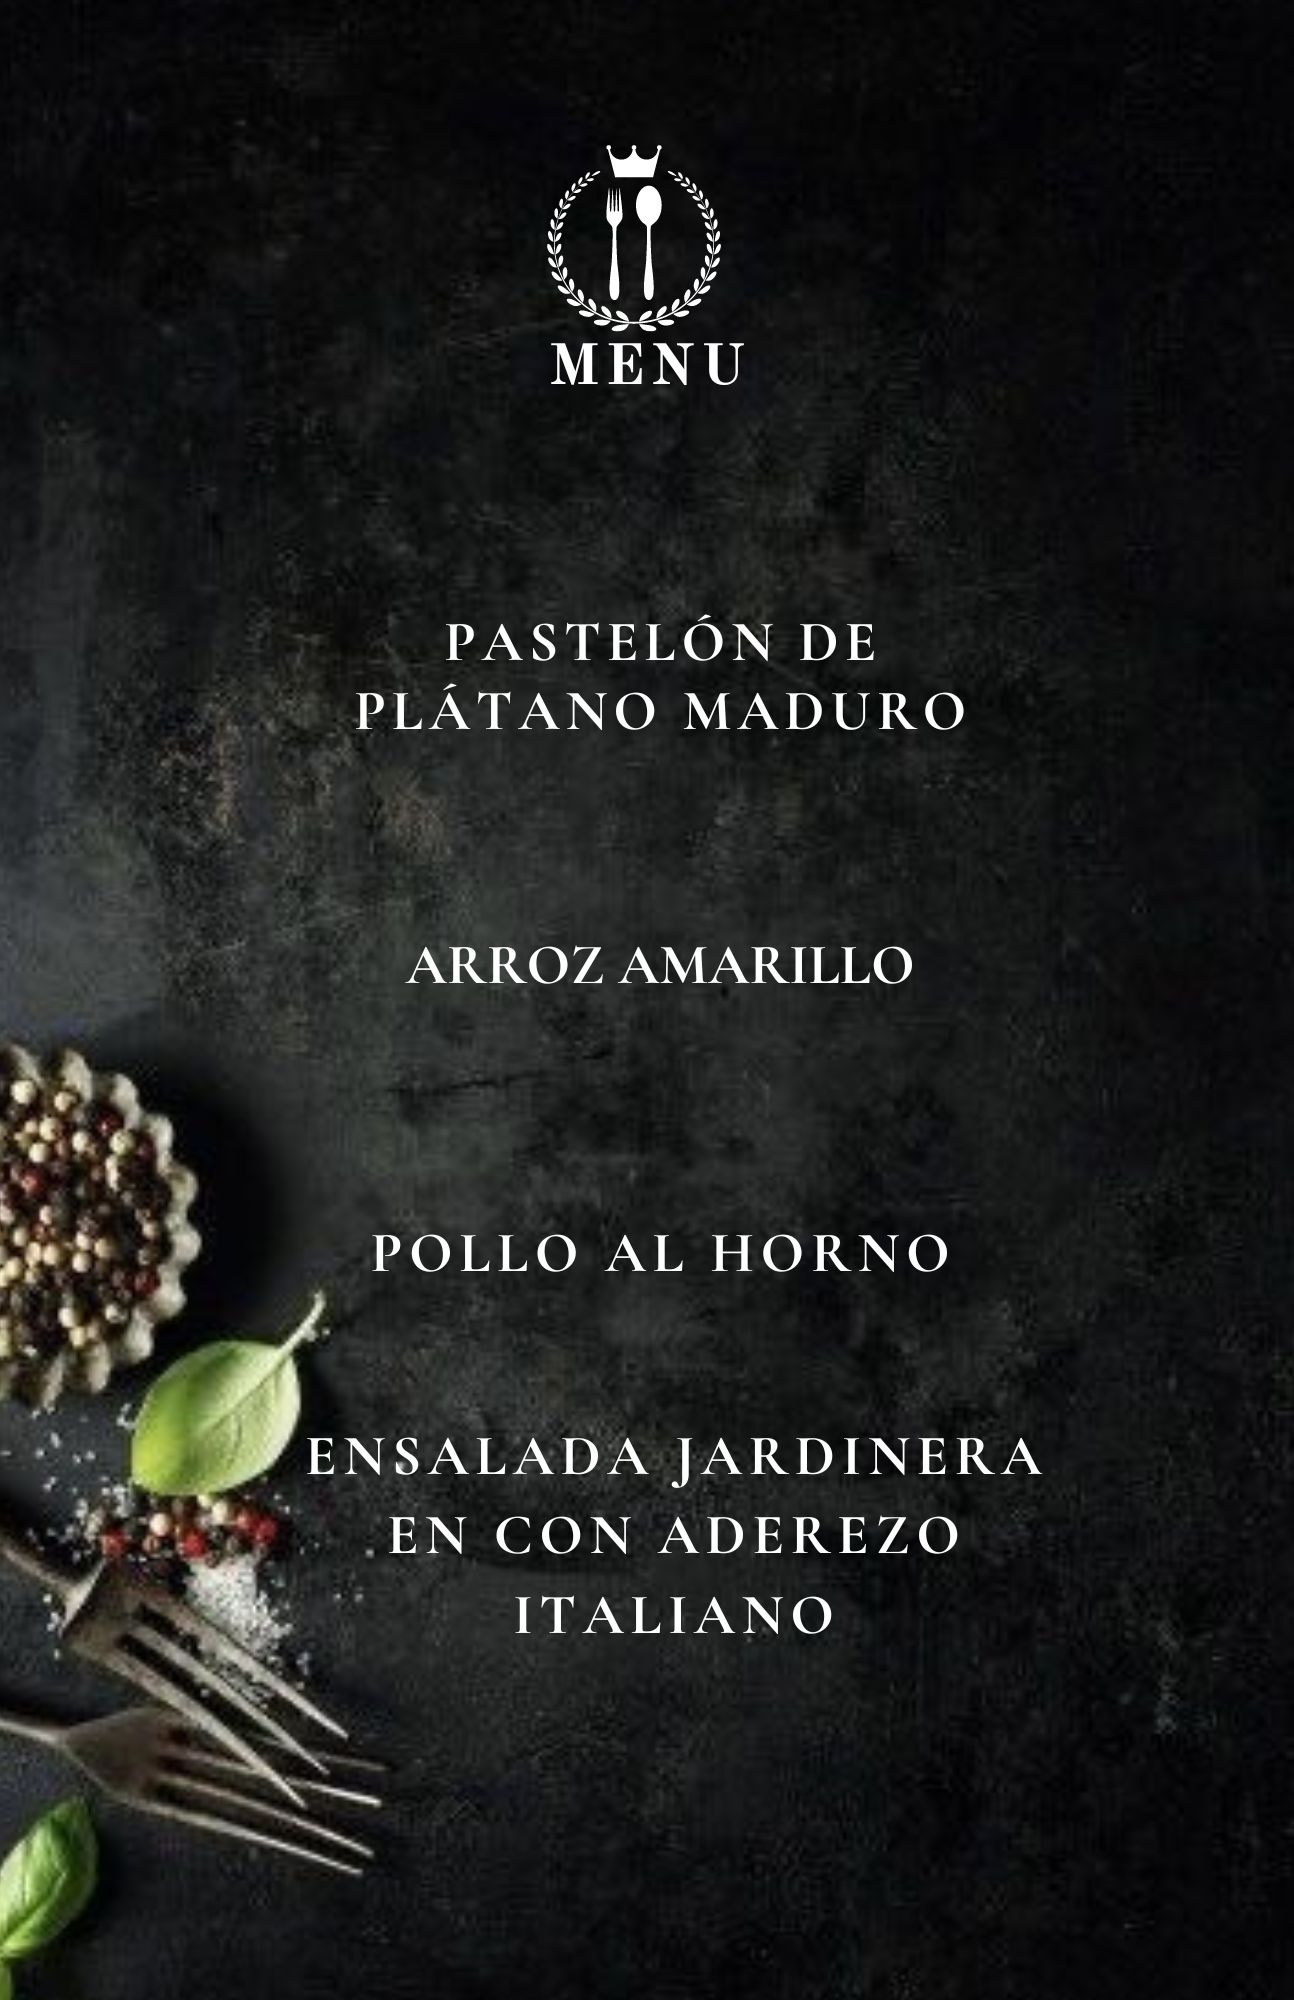 MENU
PASTELÓN DE
PLÁTANO MADURO
ARROZ AMARILLO
POLLO AL HORNO
ENSALADA JARDINERA
EN CON ADEREZO
ITALIANO